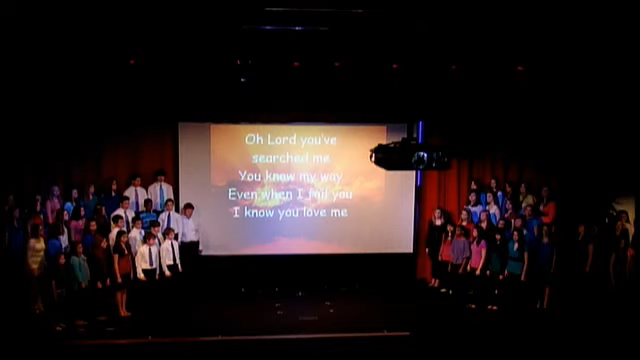 Oh Lord you've
searched me
You know my way
Even when I fail you
I know you love me